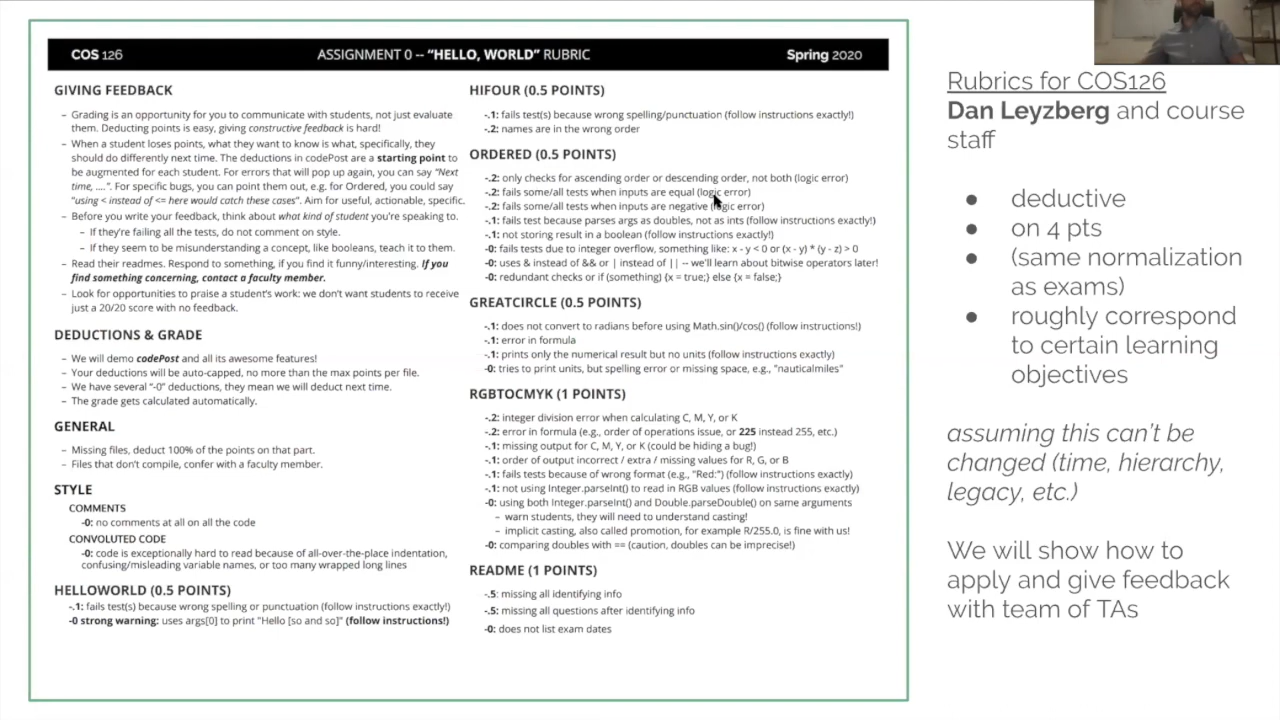 COS 126
ASSIGNMENT 0 -- “HELLO, WORLD” RUBRIC
Spring 2020
GIVING FEEDBACK
– Grading is an opportunity for you to communicate with students, not just evaluate
them. Deducting points is easy, giving constructive feedback is hard!
– When a student loses points, what they want to know is what, specifically, they
should do differently next time. The deductions in codePost are a starting point to
be augmented for each student. For errors that will pop up again, you can say “Next
time, ....”. For specific bugs, you can point them out, e.g. for Ordered, you could say
“using < instead of <= here would catch these cases”. Aim for useful, actionable, specific.
– Before you write your feedback, think about what kind of student you’re speaking to.
– If they’re failing all the tests, do not comment on style.
– If they seem to be misunderstanding a concept, like booleans, teach it to them.
– Read their readmes. Respond to something, if you find it funny/interesting. If you
find something concerning, contact a faculty member.
– Look for opportunities to praise a student’s work: we don’t want students to receive
just a 20/20 score with no feedback.
DEDUCTIONS & GRADE
– We will demo codePost and all its awesome features!
– Your deductions will be auto-capped, no more than the max points per file.
– We have several “-0” deductions, they mean we will deduct next time.
– The grade gets calculated automatically.
GENERAL
– Missing files, deduct 100% of the points on that part.
– Files that don’t compile, confer with a faculty member.
STYLE
COMMENTS
-0: no comments at all on all the code
CONVOLUTED CODE
-0: code is exceptionally hard to read because of all-over-the-place indentation,
confusing/misleading variable names, or too many wrapped long lines
HELLOWORLD (0.5 POINTS)
-.1: fails test(s) because wrong spelling or punctuation (follow instructions exactly!)
-0 strong warning: uses args[0] to print "Hello [so and so]" (follow instructions!)
HIFOUR (0.5 POINTS)
-.1: fails test(s) because wrong spelling/punctuation (follow instructions exactly!)
-.2: names are in the wrong order
ORDERED (0.5 POINTS)
-.2: only checks for ascending order or descending order, not both (logic error)
-.2: fails some/all tests when inputs are equal (logic error)
-.2: fails some/all tests when inputs are negative (logic error)
-.1: fails test because parses args as doubles, not as ints (follow instructions exactly!)
-.1: not storing result in a boolean (follow instructions exactly!)
-0: fails tests due to integer overflow, something like: x - y < 0 or (x - y) * (y - z) > 0
-0: uses & instead of && or | instead of || -- we'll learn about bitwise operators later!
-0: redundant checks or if (something) {x = true;} else {x = false;}
GREATCIRCLE (0.5 POINTS)
-.1: does not convert to radians before using Math.sin()/cos() (follow instructions!)
-.1: error in formula
-.1: prints only the numerical result but no units (follow instructions exactly)
-0: tries to print units, but spelling error or missing space, e.g., "nauticalmiles"
RGBTOCMYK (1 POINTS)
-.2: integer division error when calculating C, M, Y, or K
-.2: error in formula (e.g., order of operations issue, or 225 instead 255, etc.)
-.1: missing output for C, M, Y, or K (could be hiding a bug!)
-.1: order of output incorrect / extra / missing values for R, G, or B
-.1: fails tests because of wrong format (e.g., "Red:") (follow instructions exactly)
-.1: not using Integer.parseInt() to read in RGB values (follow instructions exactly)
-0: using both Integer.parseInt() and Double.parseDouble() on same arguments
– warn students, they will need to understand casting!
– implicit casting, also called promotion, for example R/255.0, is fine with us!
-0: comparing doubles with == (caution, doubles can be imprecise!)
README (1 POINTS)
-.5: missing all identifying info
-.5: missing all questions after identifying info
-0: does not list exam dates
Rubrics for COS126
Dan Leyzberg and course
staff
● deductive
● on 4 pts
● (same normalization
as exams)
● roughly correspond
to certain learning
objectives
assuming this can’t be
changed (time, hierarchy,
legacy, etc.)
We will show how to
apply and give feedback
with team of TAs